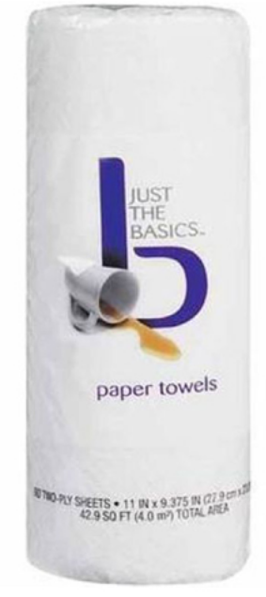 JUST
THE
BASICS™
b
paper towels
TWO-PLY SHEETS • 11 IN x 9.375 IN (27.9 cm x
42.9 SQ FT (4.0 m²) TOTAL AREA